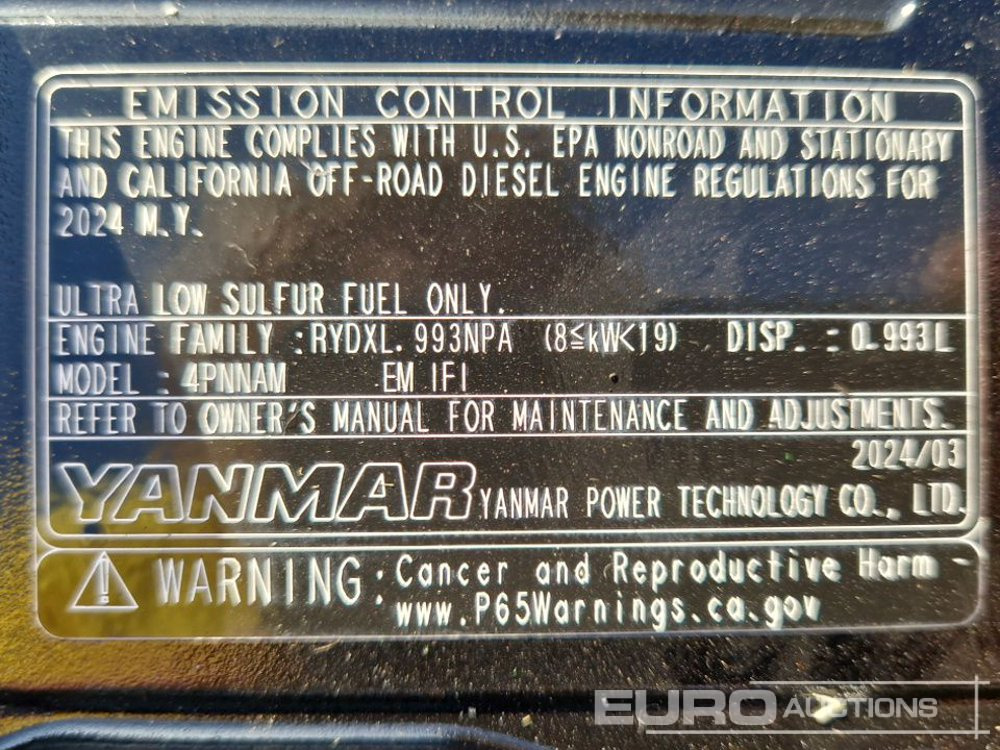 EMISSION CONTROL INFORMATION
THIS ENGINE COMPLIES WITH U.S. EPA NONROAD AND STATIONARY
AND CALIFORNIA OFF-ROAD DIESEL ENGINE REGULATIONS FOR
2024 M.Y.
ULTRA LOW SULFUR FUEL ONLY.
ENGINE FAMILY :RYDXL.993NPA (8≦kW<19) DISP. : 0.993L
MODEL : 4PNNAM EM IFI
REFER TO OWNER'S MANUAL FOR MAINTENANCE AND ADJUSTMENTS.
2024/03
YANMAR YANMAR POWER TECHNOLOGY CO., LTD.
WARNING: Cancer and Reproductive Harm -
www.P65Warnings.ca.gov
EURO AUCTIONS